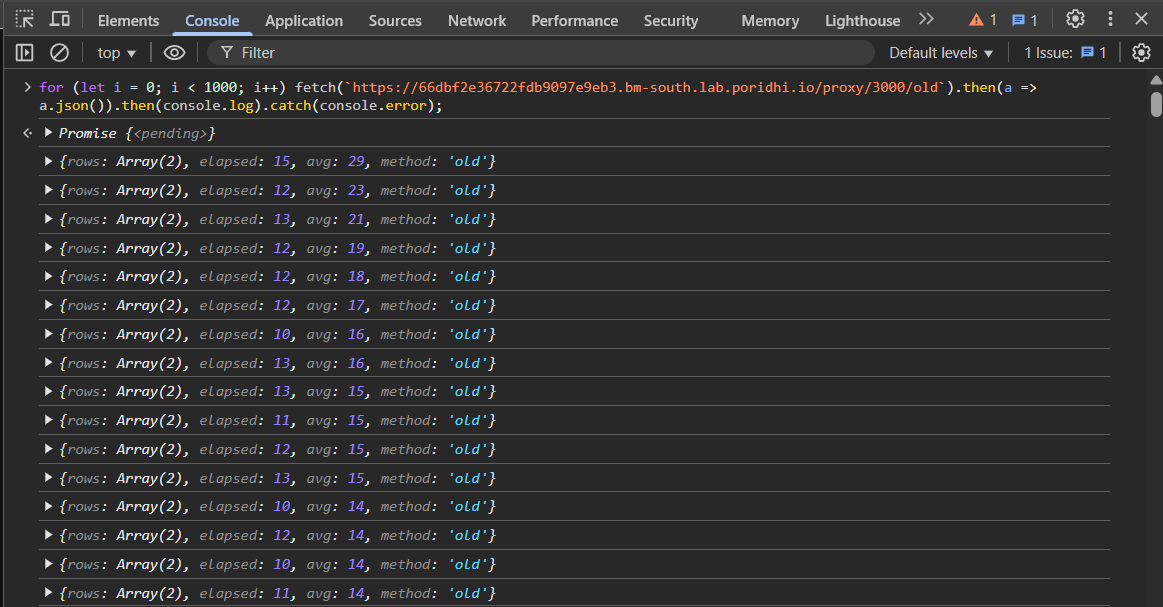 Elements Console Application Sources Network Performance Security Memory Lighthouse 1 1
top Filter Default levels 1 Issue: 1
for (let i = 0; i < 1000; i++) fetch(`https://66dbf2e36722fdb9097e9eb3.bm-south.lab.poridhi.io/proxy/3000/old`).then(a =>
a.json()).then(console.log).catch(console.error);
Promise {<pending>}
{rows: Array(2), elapsed: 15, avg: 29, method: 'old'}
{rows: Array(2), elapsed: 12, avg: 23, method: 'old'}
{rows: Array(2), elapsed: 13, avg: 21, method: 'old'}
{rows: Array(2), elapsed: 12, avg: 19, method: 'old'}
{rows: Array(2), elapsed: 12, avg: 18, method: 'old'}
{rows: Array(2), elapsed: 12, avg: 17, method: 'old'}
{rows: Array(2), elapsed: 10, avg: 16, method: 'old'}
{rows: Array(2), elapsed: 13, avg: 16, method: 'old'}
{rows: Array(2), elapsed: 13, avg: 15, method: 'old'}
{rows: Array(2), elapsed: 11, avg: 15, method: 'old'}
{rows: Array(2), elapsed: 12, avg: 15, method: 'old'}
{rows: Array(2), elapsed: 13, avg: 15, method: 'old'}
{rows: Array(2), elapsed: 10, avg: 14, method: 'old'}
{rows: Array(2), elapsed: 12, avg: 14, method: 'old'}
{rows: Array(2), elapsed: 10, avg: 14, method: 'old'}
{rows: Array(2), elapsed: 11, avg: 14, method: 'old'}